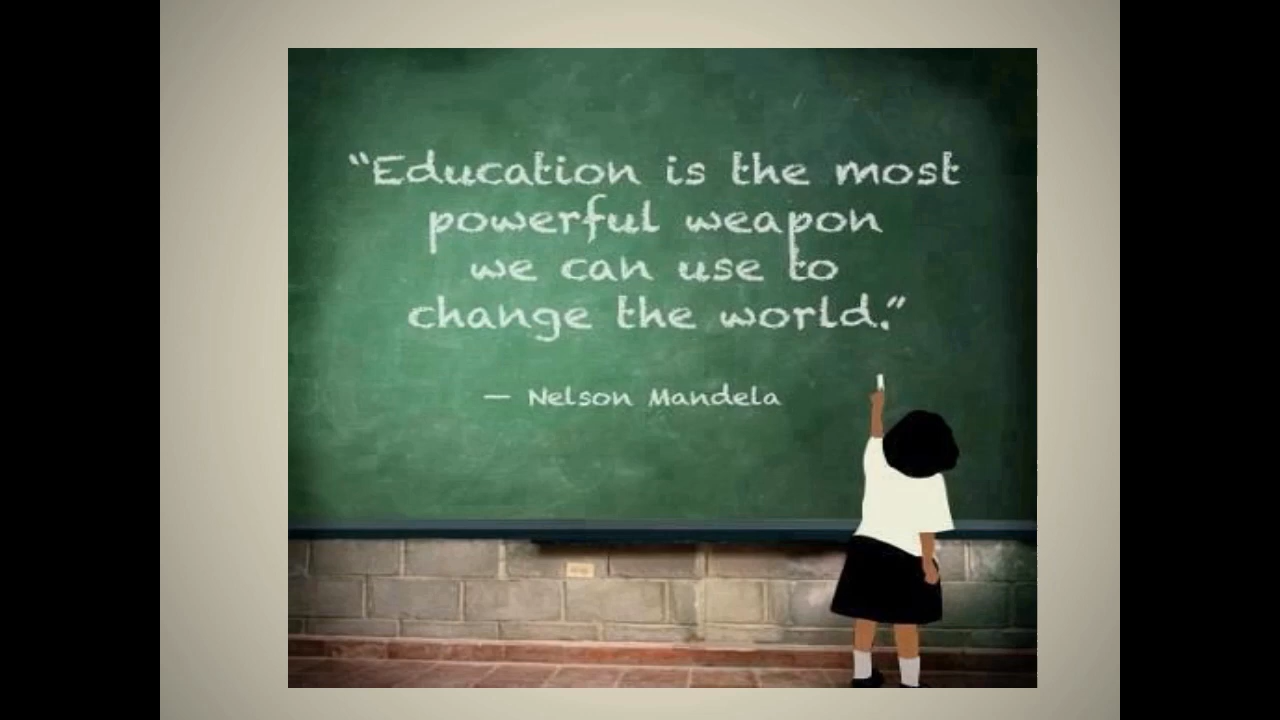 “Education is the most
powerful weapon
we can use to
change the world.”
— Nelson Mandela